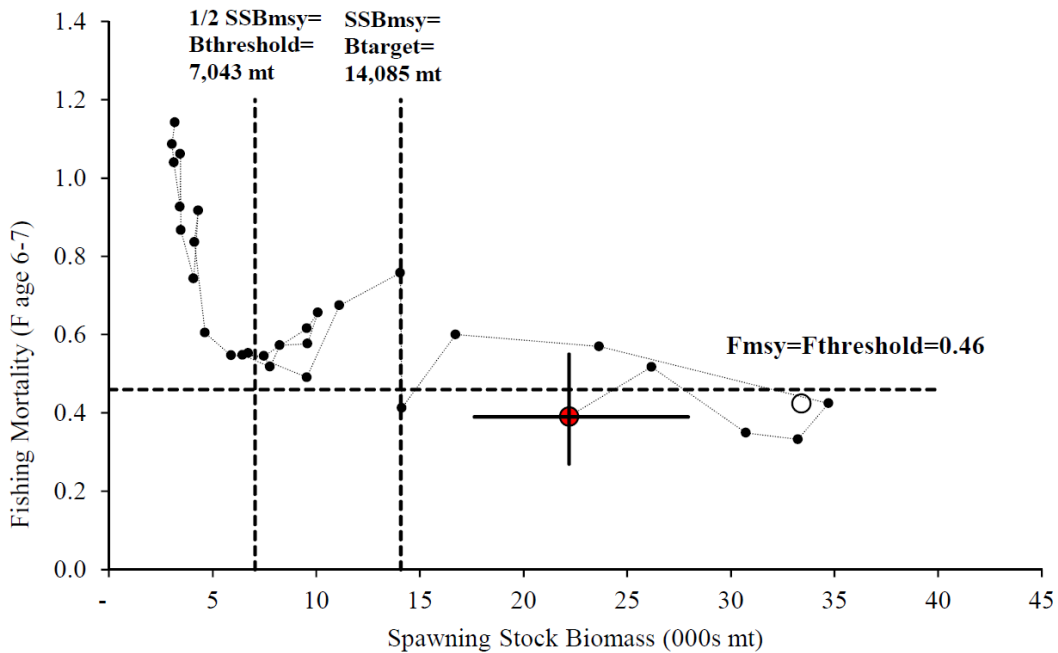 1/2 SSBmsy=
Bthreshold=
7,043 mt
SSBmsy=
Btarget=
14,085 mt
1.4
1.2
1.0
0.8
0.6
0.4
0.2
0.0
Fishing Mortality (F age 6-7)
Fmsy=Fthreshold=0.46
- 5 10 15 20 25 30 35 40 45
Spawning Stock Biomass (000s mt)